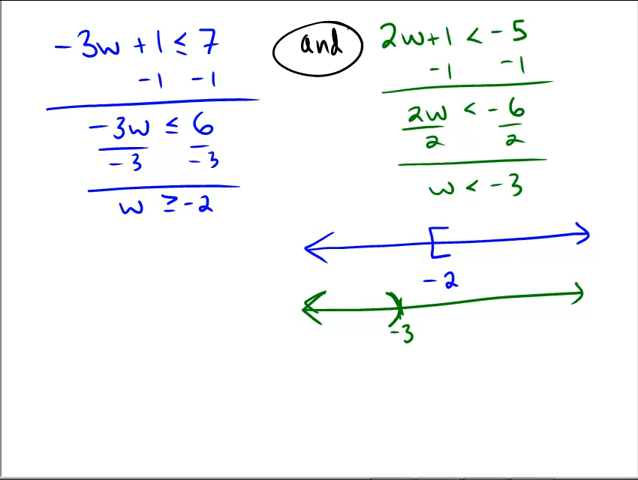 -3w + 1 ≤ 7
-1 -1
-3w ≤ 6
-3 -3
w ≥ -2
and
2w+1 < -5
-1 -1
2w < -6
2 2
w < -3
[
-2
)
-3